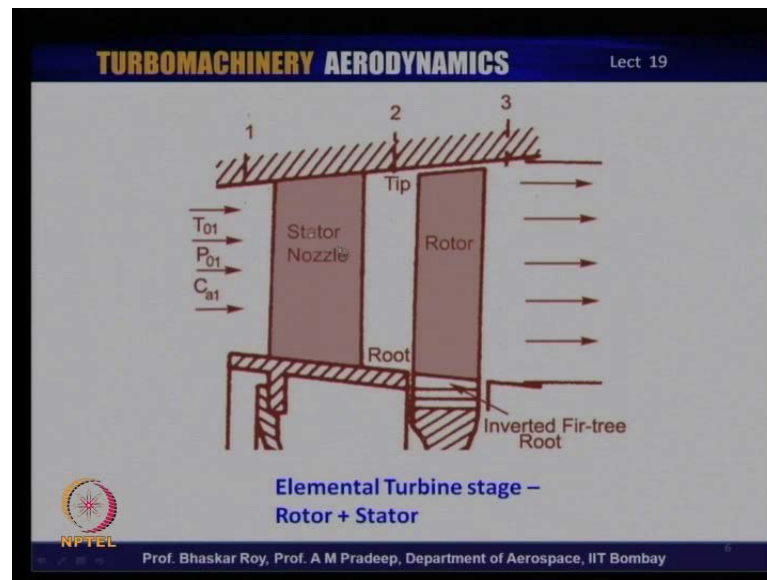 TURBOMACHINERY AERODYNAMICS
Lect 19
1
2
3
Tip
T01
P01
Ca1
Stator
Nozzle
Rotor
Root
Inverted Fir-tree
Root
Elemental Turbine stage –
Rotor + Stator
NPTEL
Prof. Bhaskar Roy, Prof. A M Pradeep, Department of Aerospace, IIT Bombay
6